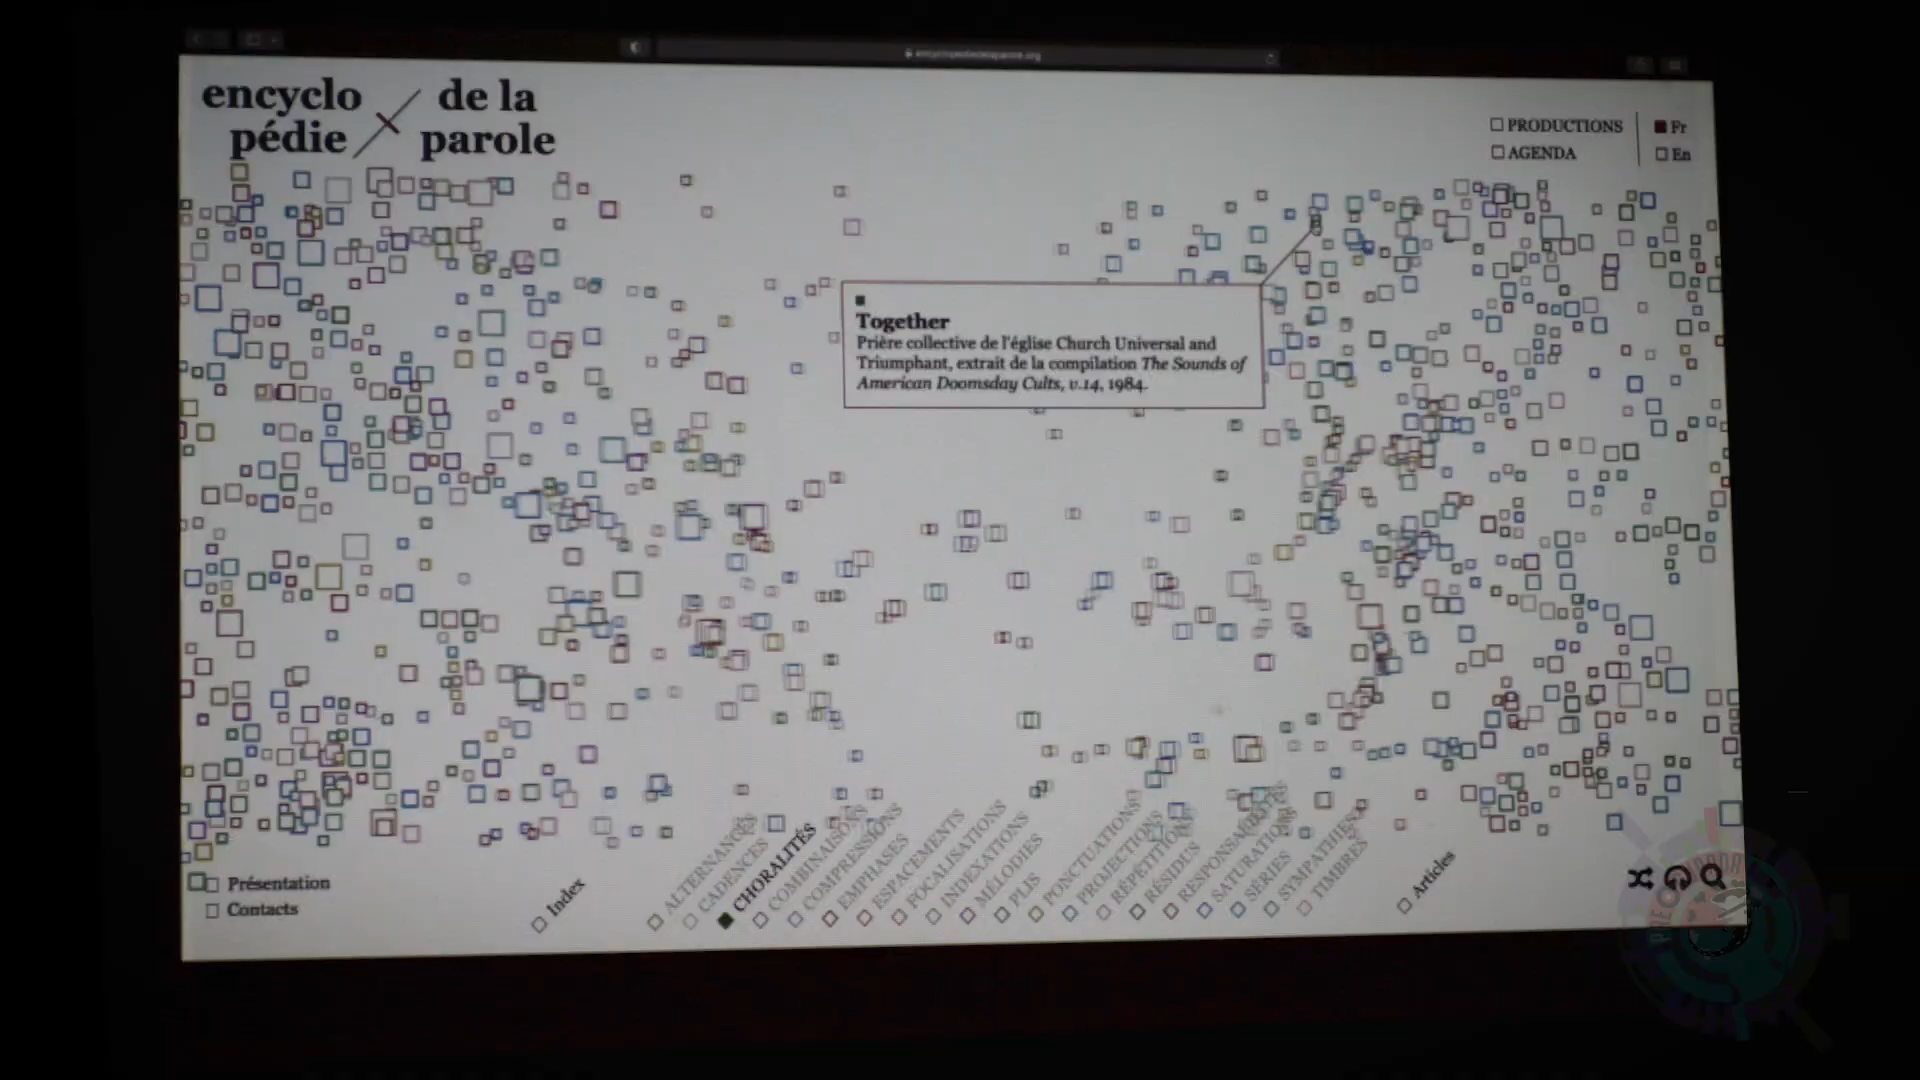 encyclo de la
pédie parole
PRODUCTIONS
AGENDA
Fr
En
Together
Prière collective de l'église Church Universal and
Triumphant, extrait de la compilation The Sounds of
American Doomsday Cults, v.14, 1984.
Présentation
Contacts
Index
ALTERNANCES
CADENCES
CHORALITÉS
COMBINAISONS
COMPRESSIONS
EMPHASES
ESPACEMENTS
FOCALISATIONS
INDEXATIONS
MÉLODIES
PLIS
PONCTUATIONS
PROJECTIONS
RÉPÉTITIONS
RÉSIDUS
RESPONSABILITÉS
SATURATIONS
SÉRIES
SYMPATHIES
TIMBRES
Articles